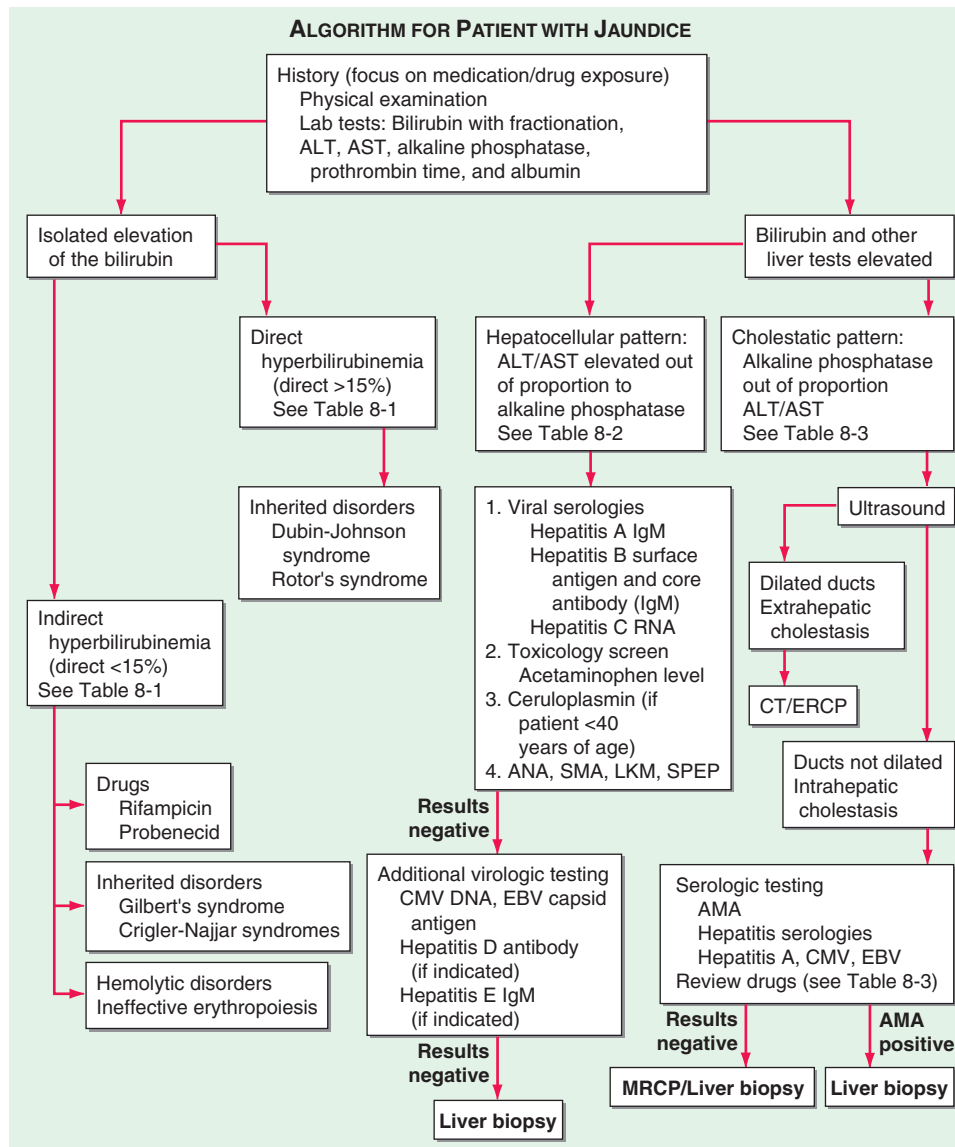 ALGORITHM FOR PATIENT WITH JAUNDICE
History (focus on medication/drug exposure)
Physical examination
Lab tests: Bilirubin with fractionation,
ALT, AST, alkaline phosphatase,
prothrombin time, and albumin
Isolated elevation
of the bilirubin
Bilirubin and other
liver tests elevated
Direct
hyperbilirubinemia
(direct >15%)
See Table 8-1
Hepatocellular pattern:
ALT/AST elevated out
of proportion to
alkaline phosphatase
See Table 8-2
Cholestatic pattern:
Alkaline phosphatase
out of proportion
ALT/AST
See Table 8-3
Inherited disorders
Dubin-Johnson
syndrome
Rotor's syndrome
1. Viral serologies
Hepatitis A IgM
Hepatitis B surface
antigen and core
antibody (IgM)
Hepatitis C RNA
2. Toxicology screen
Acetaminophen level
3. Ceruloplasmin (if
patient <40
years of age)
4. ANA, SMA, LKM, SPEP
Ultrasound
Dilated ducts
Extrahepatic
cholestasis
CT/ERCP
Indirect
hyperbilirubinemia
(direct <15%)
See Table 8-1
Ducts not dilated
Intrahepatic
cholestasis
Drugs
Rifampicin
Probenecid
Results
negative
Inherited disorders
Gilbert's syndrome
Crigler-Najjar syndromes
Additional virologic testing
CMV DNA, EBV capsid
antigen
Hepatitis D antibody
(if indicated)
Hepatitis E IgM
(if indicated)
Serologic testing
AMA
Hepatitis serologies
Hepatitis A, CMV, EBV
Review drugs (see Table 8-3)
Hemolytic disorders
Ineffective erythropoiesis
Results
negative
Results
negative
AMA
positive
Liver biopsy
MRCP/Liver biopsy
Liver biopsy